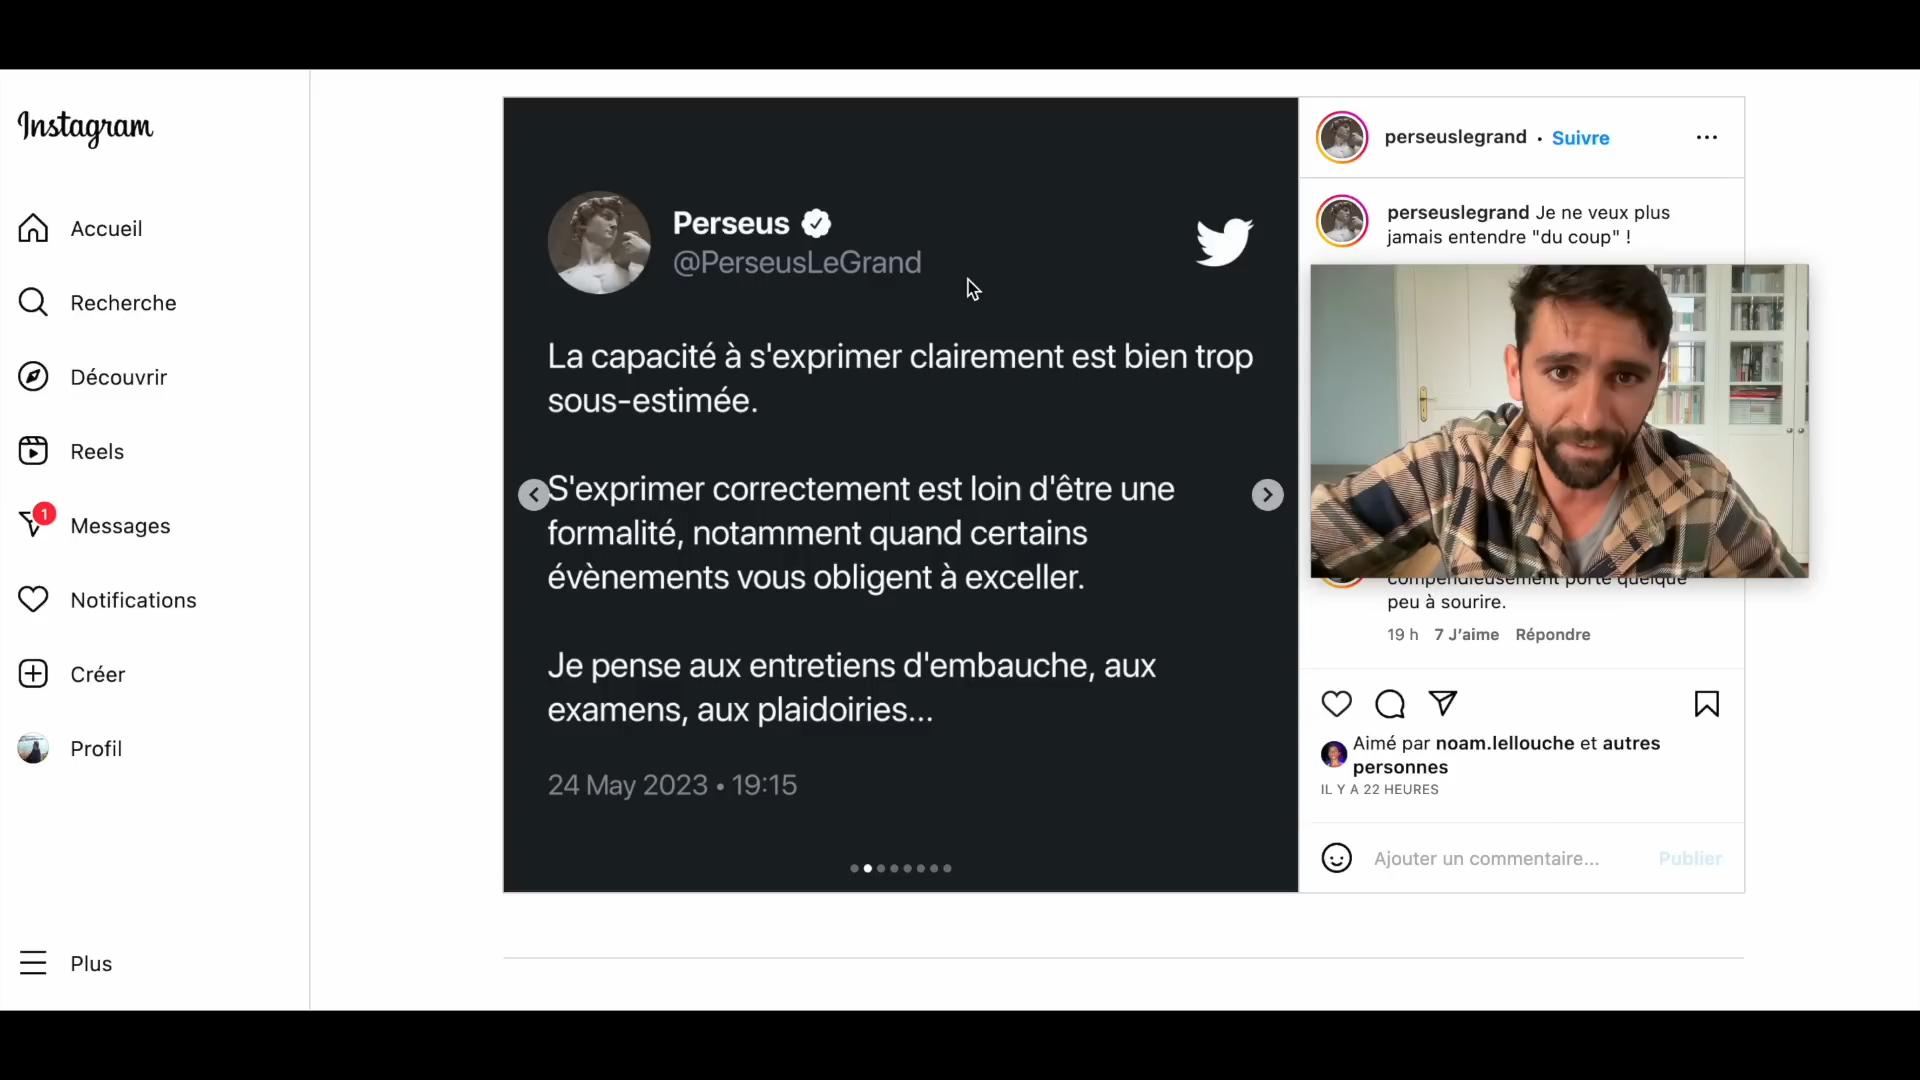 Instagram
Accueil
Recherche
Découvrir
Reels
1
Messages
Notifications
Créer
Profil
Plus
Perseus
@PerseusLeGrand
La capacité à s'exprimer clairement est bien trop
sous-estimée.
S'exprimer correctement est loin d'être une
formalité, notamment quand certains
évènements vous obligent à exceller.
Je pense aux entretiens d'embauche, aux
examens, aux plaidoiries...
24 May 2023 • 19:15
perseuslegrand • Suivre
perseuslegrand Je ne veux plus
jamais entendre "du coup" !
compendieusement porte quelque
peu à sourire.
19 h 7 J'aime Répondre
Aimé par noam.lellouche et autres
personnes
IL Y A 22 HEURES
Ajouter un commentaire... Publier